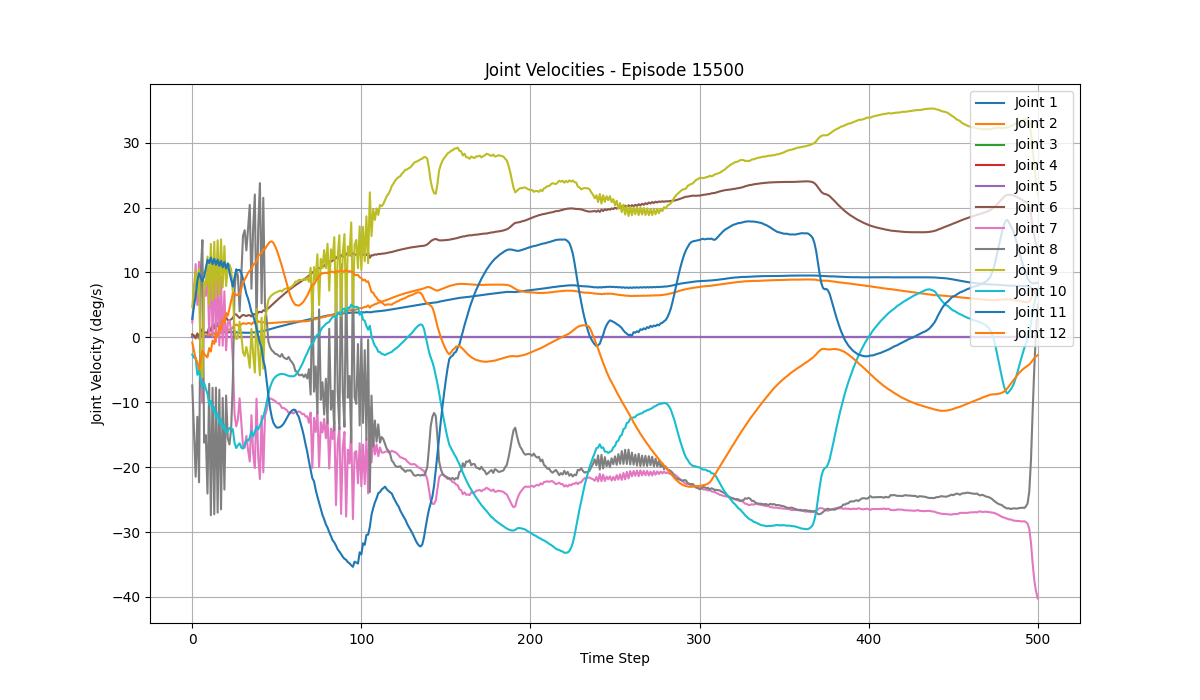 Joint Velocities - Episode 15500
Joint Velocity (deg/s)
30
20
10
0
−10
−20
−30
−40
0
100
200
300
400
500
Time Step
Joint 1
Joint 2
Joint 3
Joint 4
Joint 5
Joint 6
Joint 7
Joint 8
Joint 9
Joint 10
Joint 11
Joint 12